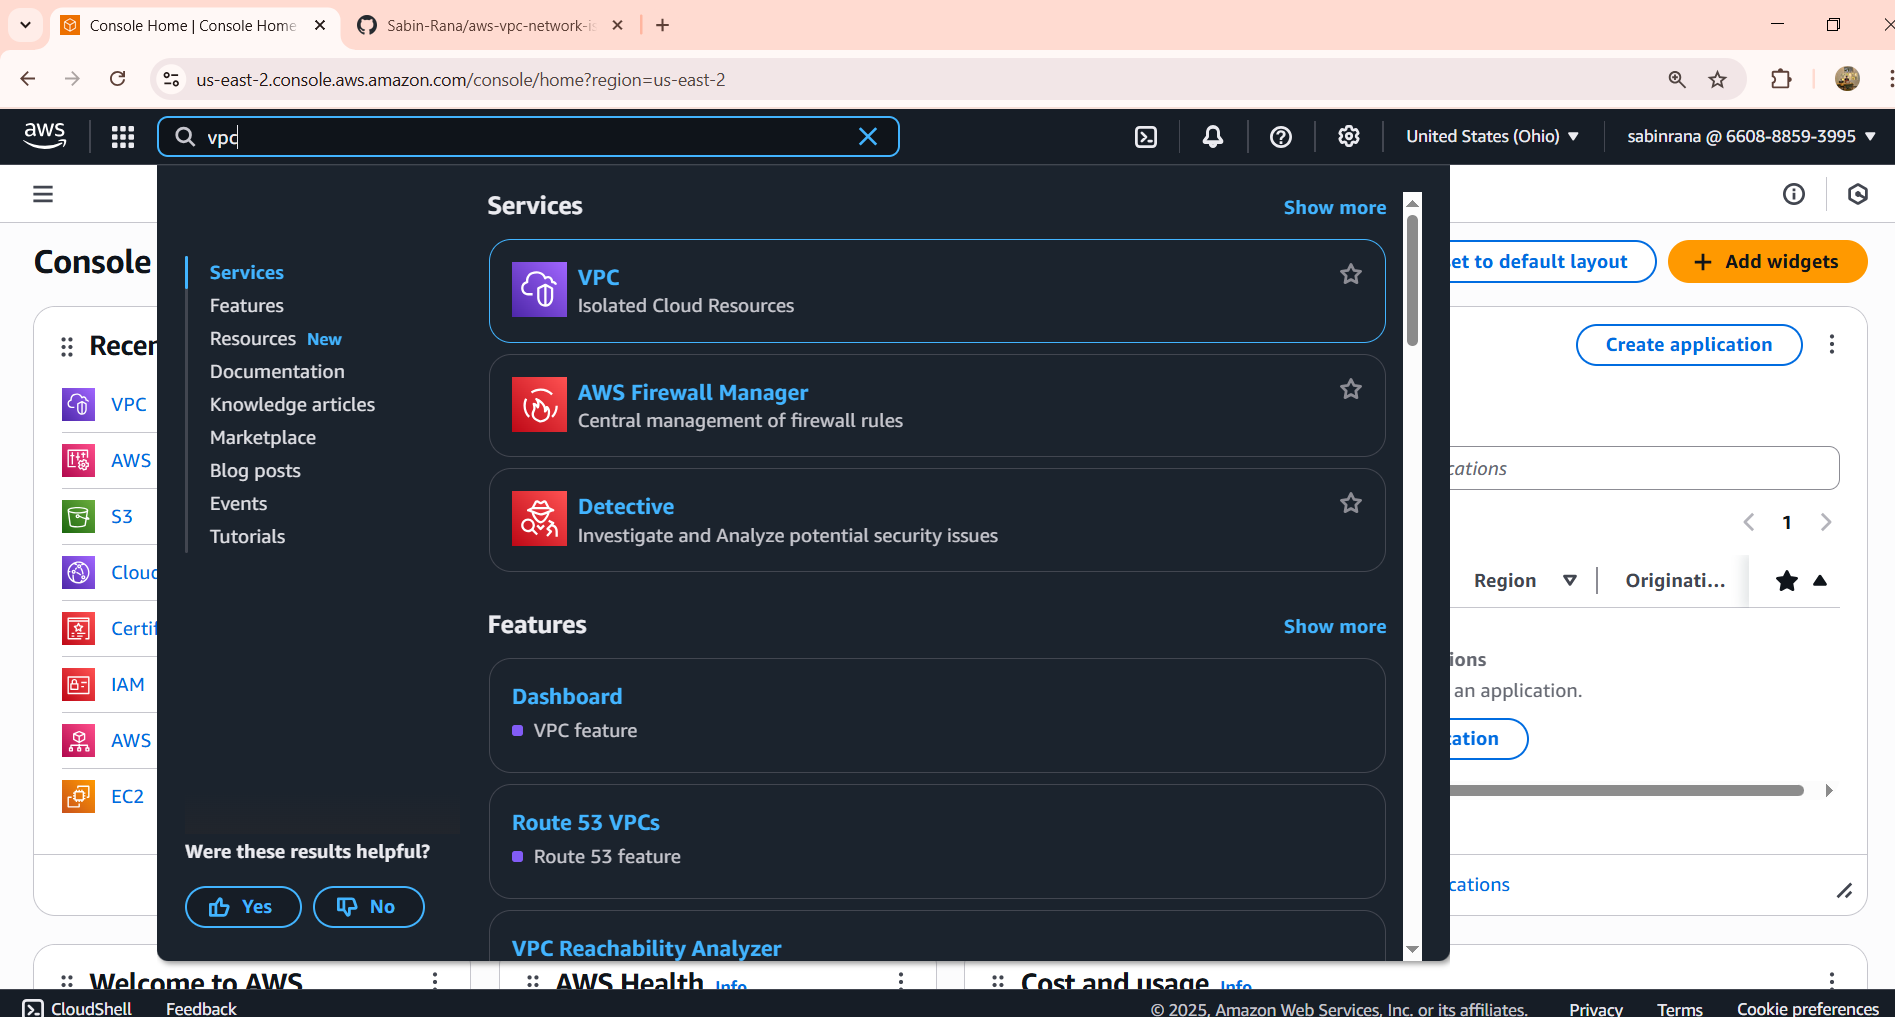 Console Home | Console Home
Sabin-Rana/aws-vpc-network-is
us-east-2.console.aws.amazon.com/console/home?region=us-east-2
aws
vpc
United States (Ohio)
sabinrana @ 6608-8859-3995
Console
et to default layout
+ Add widgets
Services
Features
Resources New
Documentation
Knowledge articles
Marketplace
Blog posts
Events
Tutorials
Were these results helpful?
Yes
No
Services
Show more
VPC
Isolated Cloud Resources
AWS Firewall Manager
Central management of firewall rules
Detective
Investigate and Analyze potential security issues
Features
Show more
Dashboard
VPC feature
Route 53 VPCs
Route 53 feature
VPC Reachability Analyzer
Recen
VPC
AWS
S3
Cloud
Certif
IAM
AWS
EC2
Create application
cations
1
Region
Originati...
ions
an application.
cation
cations
Welcome to AWS
AWS Health Info
Cost and usage Info
CloudShell
Feedback
© 2025, Amazon Web Services, Inc. or its affiliates.
Privacy
Terms
Cookie preferences